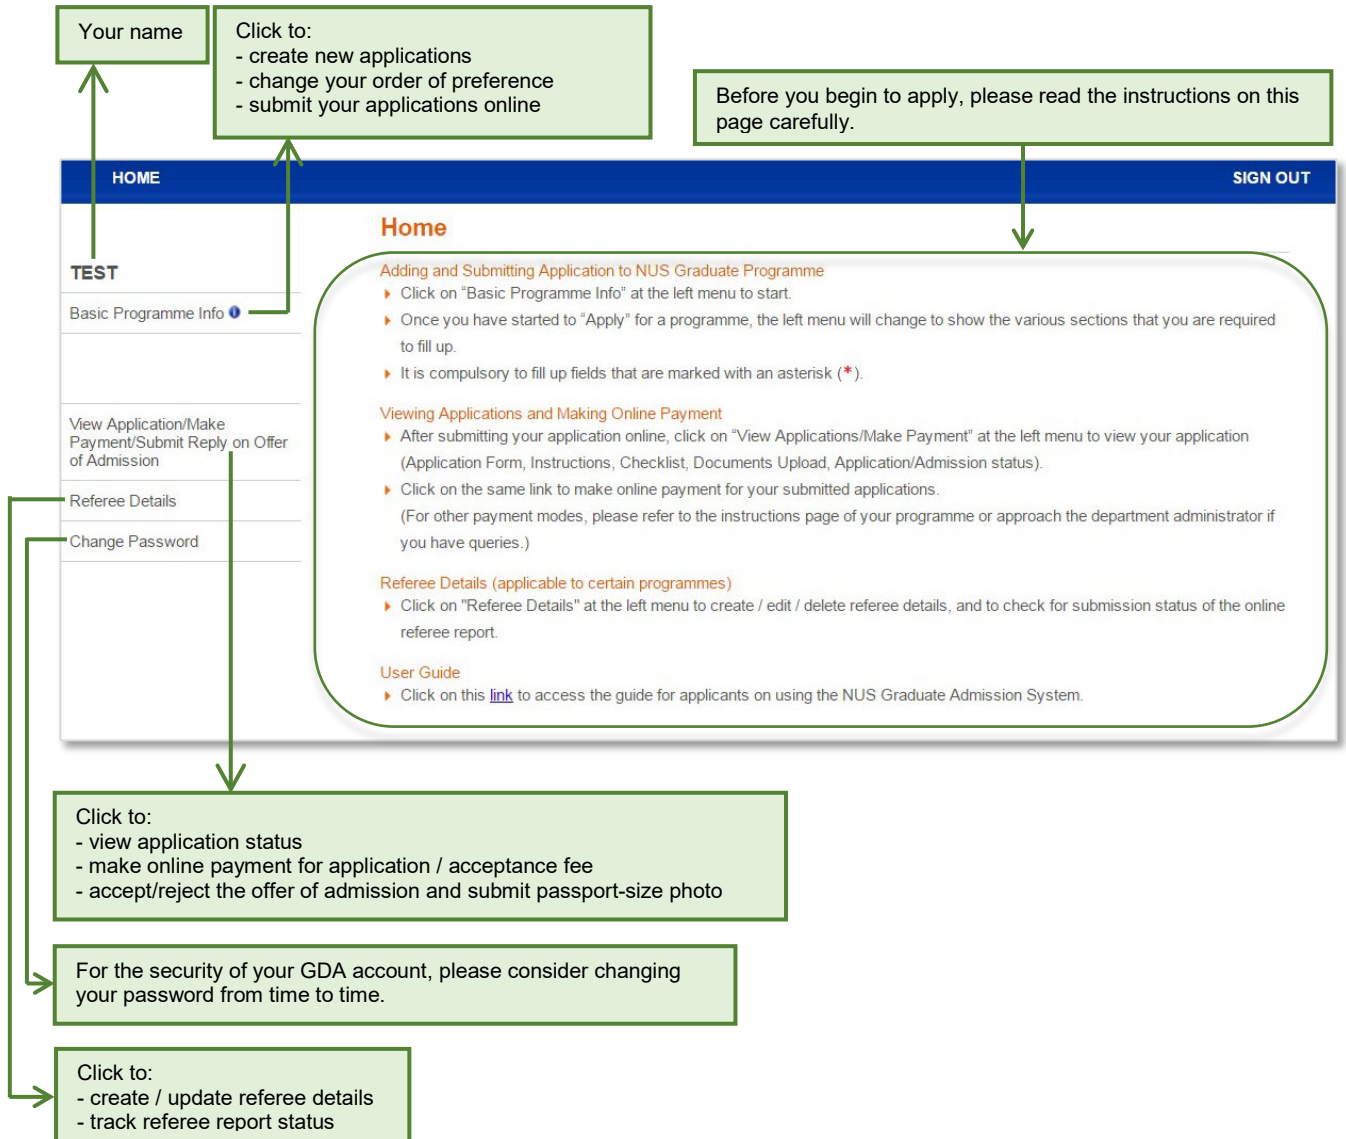 Your name
Click to:
- create new applications
- change your order of preference
- submit your applications online
Before you begin to apply, please read the instructions on this
page carefully.
HOME
SIGN OUT
Home
TEST
Basic Programme Info
View Application/Make
Payment/Submit Reply on Offer
of Admission
Referee Details
Change Password
Adding and Submitting Application to NUS Graduate Programme
Click on “Basic Programme Info” at the left menu to start.
Once you have started to “Apply” for a programme, the left menu will change to show the various sections that you are required
to fill up.
It is compulsory to fill up fields that are marked with an asterisk (*).
Viewing Applications and Making Online Payment
After submitting your application online, click on “View Applications/Make Payment” at the left menu to view your application
(Application Form, Instructions, Checklist, Documents Upload, Application/Admission status).
Click on the same link to make online payment for your submitted applications.
(For other payment modes, please refer to the instructions page of your programme or approach the department administrator if
you have queries.)
Referee Details (applicable to certain programmes)
Click on "Referee Details" at the left menu to create / edit / delete referee details, and to check for submission status of the online
referee report.
User Guide
Click on this link to access the guide for applicants on using the NUS Graduate Admission System.
Click to:
- view application status
- make online payment for application / acceptance fee
- accept/reject the offer of admission and submit passport-size photo
For the security of your GDA account, please consider changing
your password from time to time.
Click to:
- create / update referee details
- track referee report status